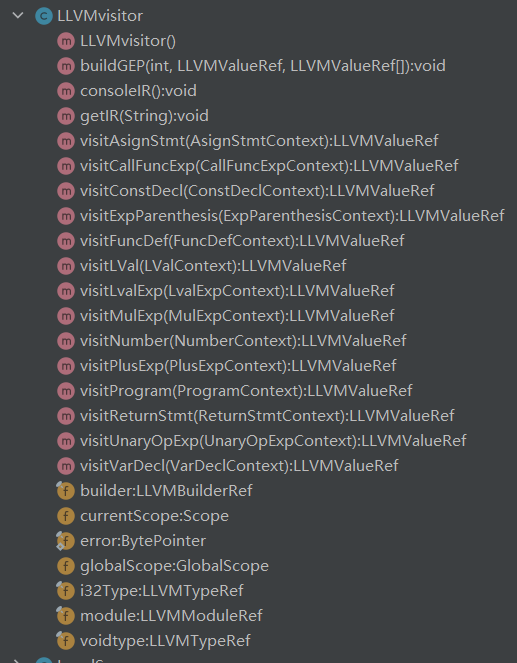 LLVMvisitor
LLVMvisitor()
buildGEP(int, LLVMValueRef, LLVMValueRef[]):void
consoleIR():void
getIR(String):void
visitAsignStmt(AsignStmtContext):LLVMValueRef
visitCallFuncExp(CallFuncExpContext):LLVMValueRef
visitConstDecl(ConstDeclContext):LLVMValueRef
visitExpParenthesis(ExpParenthesisContext):LLVMValueRef
visitFuncDef(FuncDefContext):LLVMValueRef
visitLVal(LValContext):LLVMValueRef
visitLvalExp(LvalExpContext):LLVMValueRef
visitMulExp(MulExpContext):LLVMValueRef
visitNumber(NumberContext):LLVMValueRef
visitPlusExp(PlusExpContext):LLVMValueRef
visitProgram(ProgramContext):LLVMValueRef
visitReturnStmt(ReturnStmtContext):LLVMValueRef
visitUnaryOpExp(UnaryOpExpContext):LLVMValueRef
visitVarDecl(VarDeclContext):LLVMValueRef
builder:LLVMBuilderRef
currentScope:Scope
error:BytePointer
globalScope:GlobalScope
i32Type:LLVMTypeRef
module:LLVMModuleRef
voidtype:LLVMTypeRef